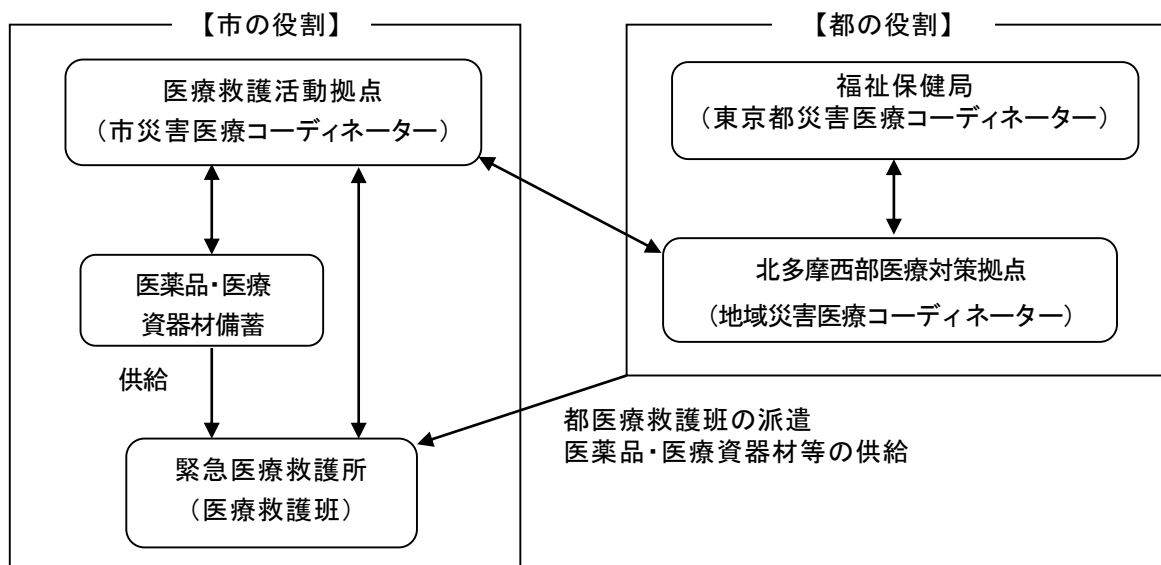 【市の役割】
医療救護活動拠点
（市災害医療コーディネーター）
医薬品・医療
資器材備蓄
供給
緊急医療救護所
（医療救護班）
【都の役割】
福祉保健局
（東京都災害医療コーディネーター）
北多摩西部医療対策拠点
（地域災害医療コーディネーター）
都医療救護班の派遣
医薬品・医療資器材等の供給